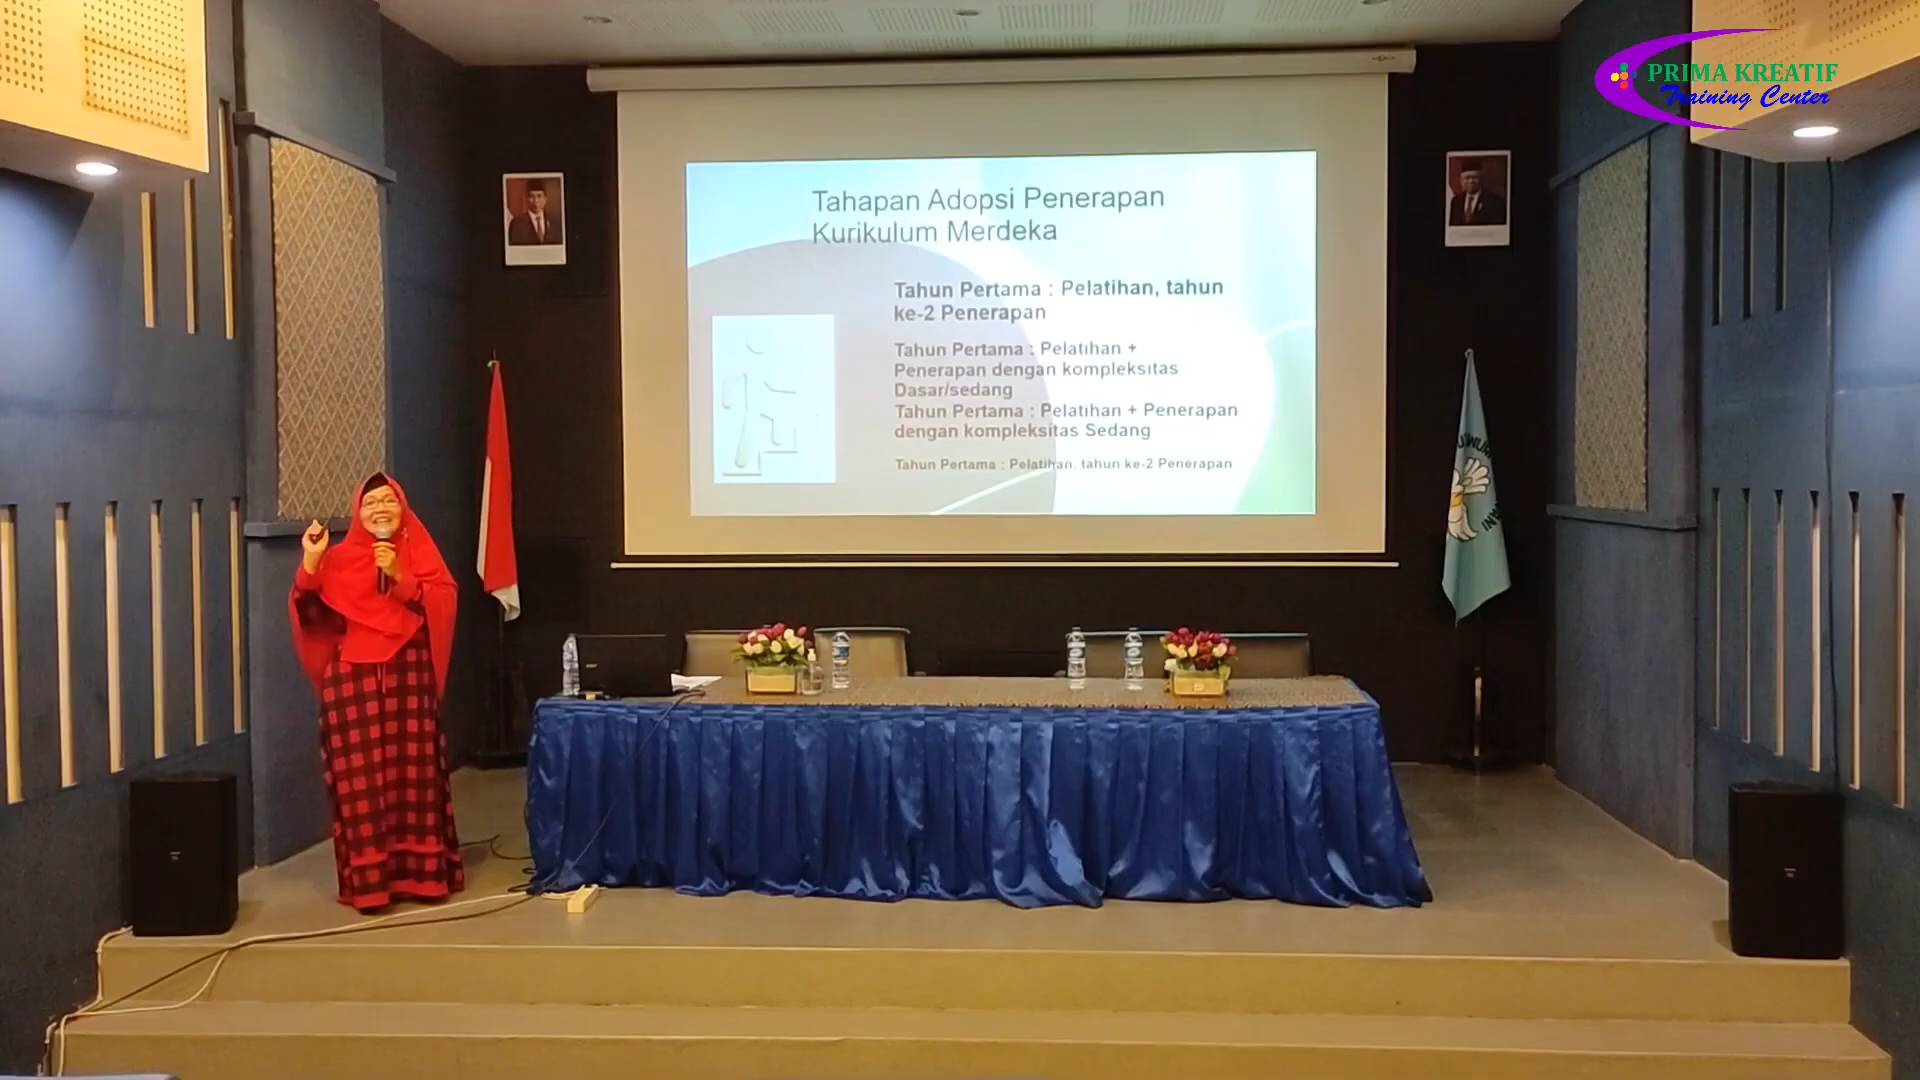 PRIMA KREATIF
Training Center
Tahapan Adopsi Penerapan
Kurikulum Merdeka
Tahun Pertama : Pelatihan, tahun
ke-2 Penerapan
Tahun Pertama : Pelatihan +
Penerapan dengan kompleksitas
Dasar/sedang
Tahun Pertama : Pelatihan + Penerapan
dengan kompleksitas Sedang
Tahun Pertama : Pelatihan, tahun ke-2 Penerapan